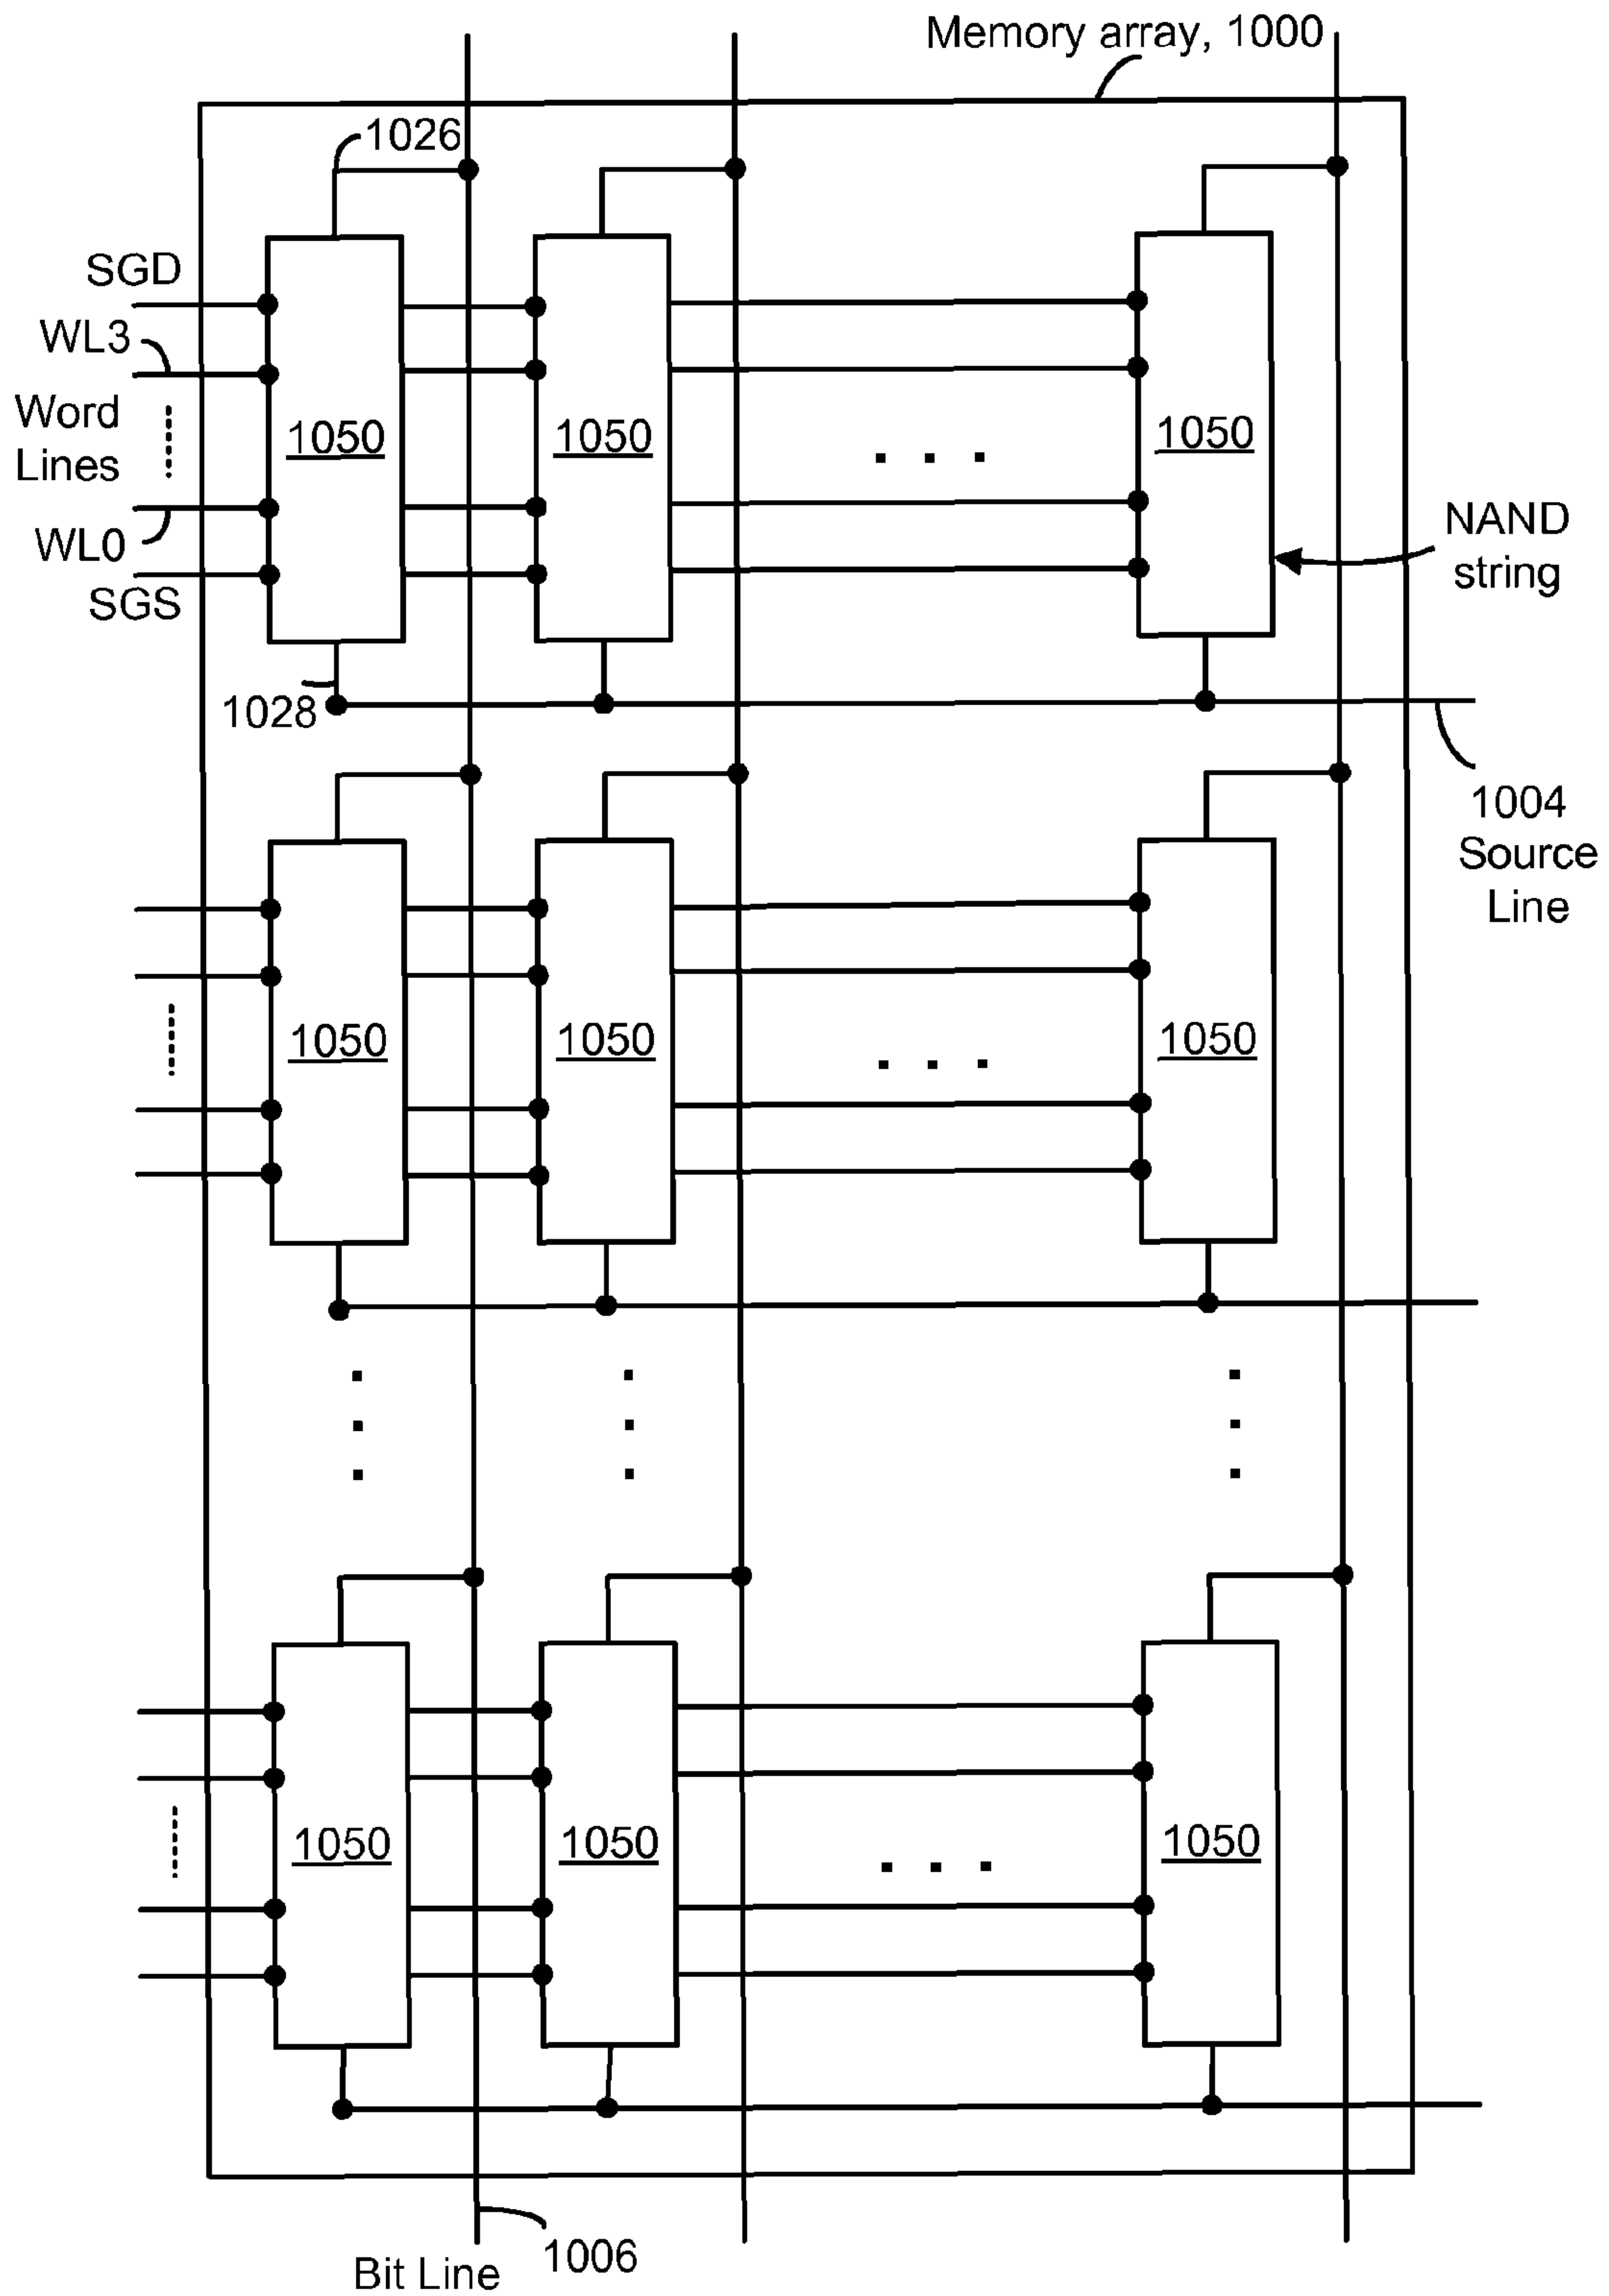 Memory array, 1000
1026
SGD
WL3
Word
Lines
WL0
SGS
1050
1050
1050
NAND
string
1028
1004
Source
Line
1050
1050
1050
1050
1050
1050
1006
Bit Line